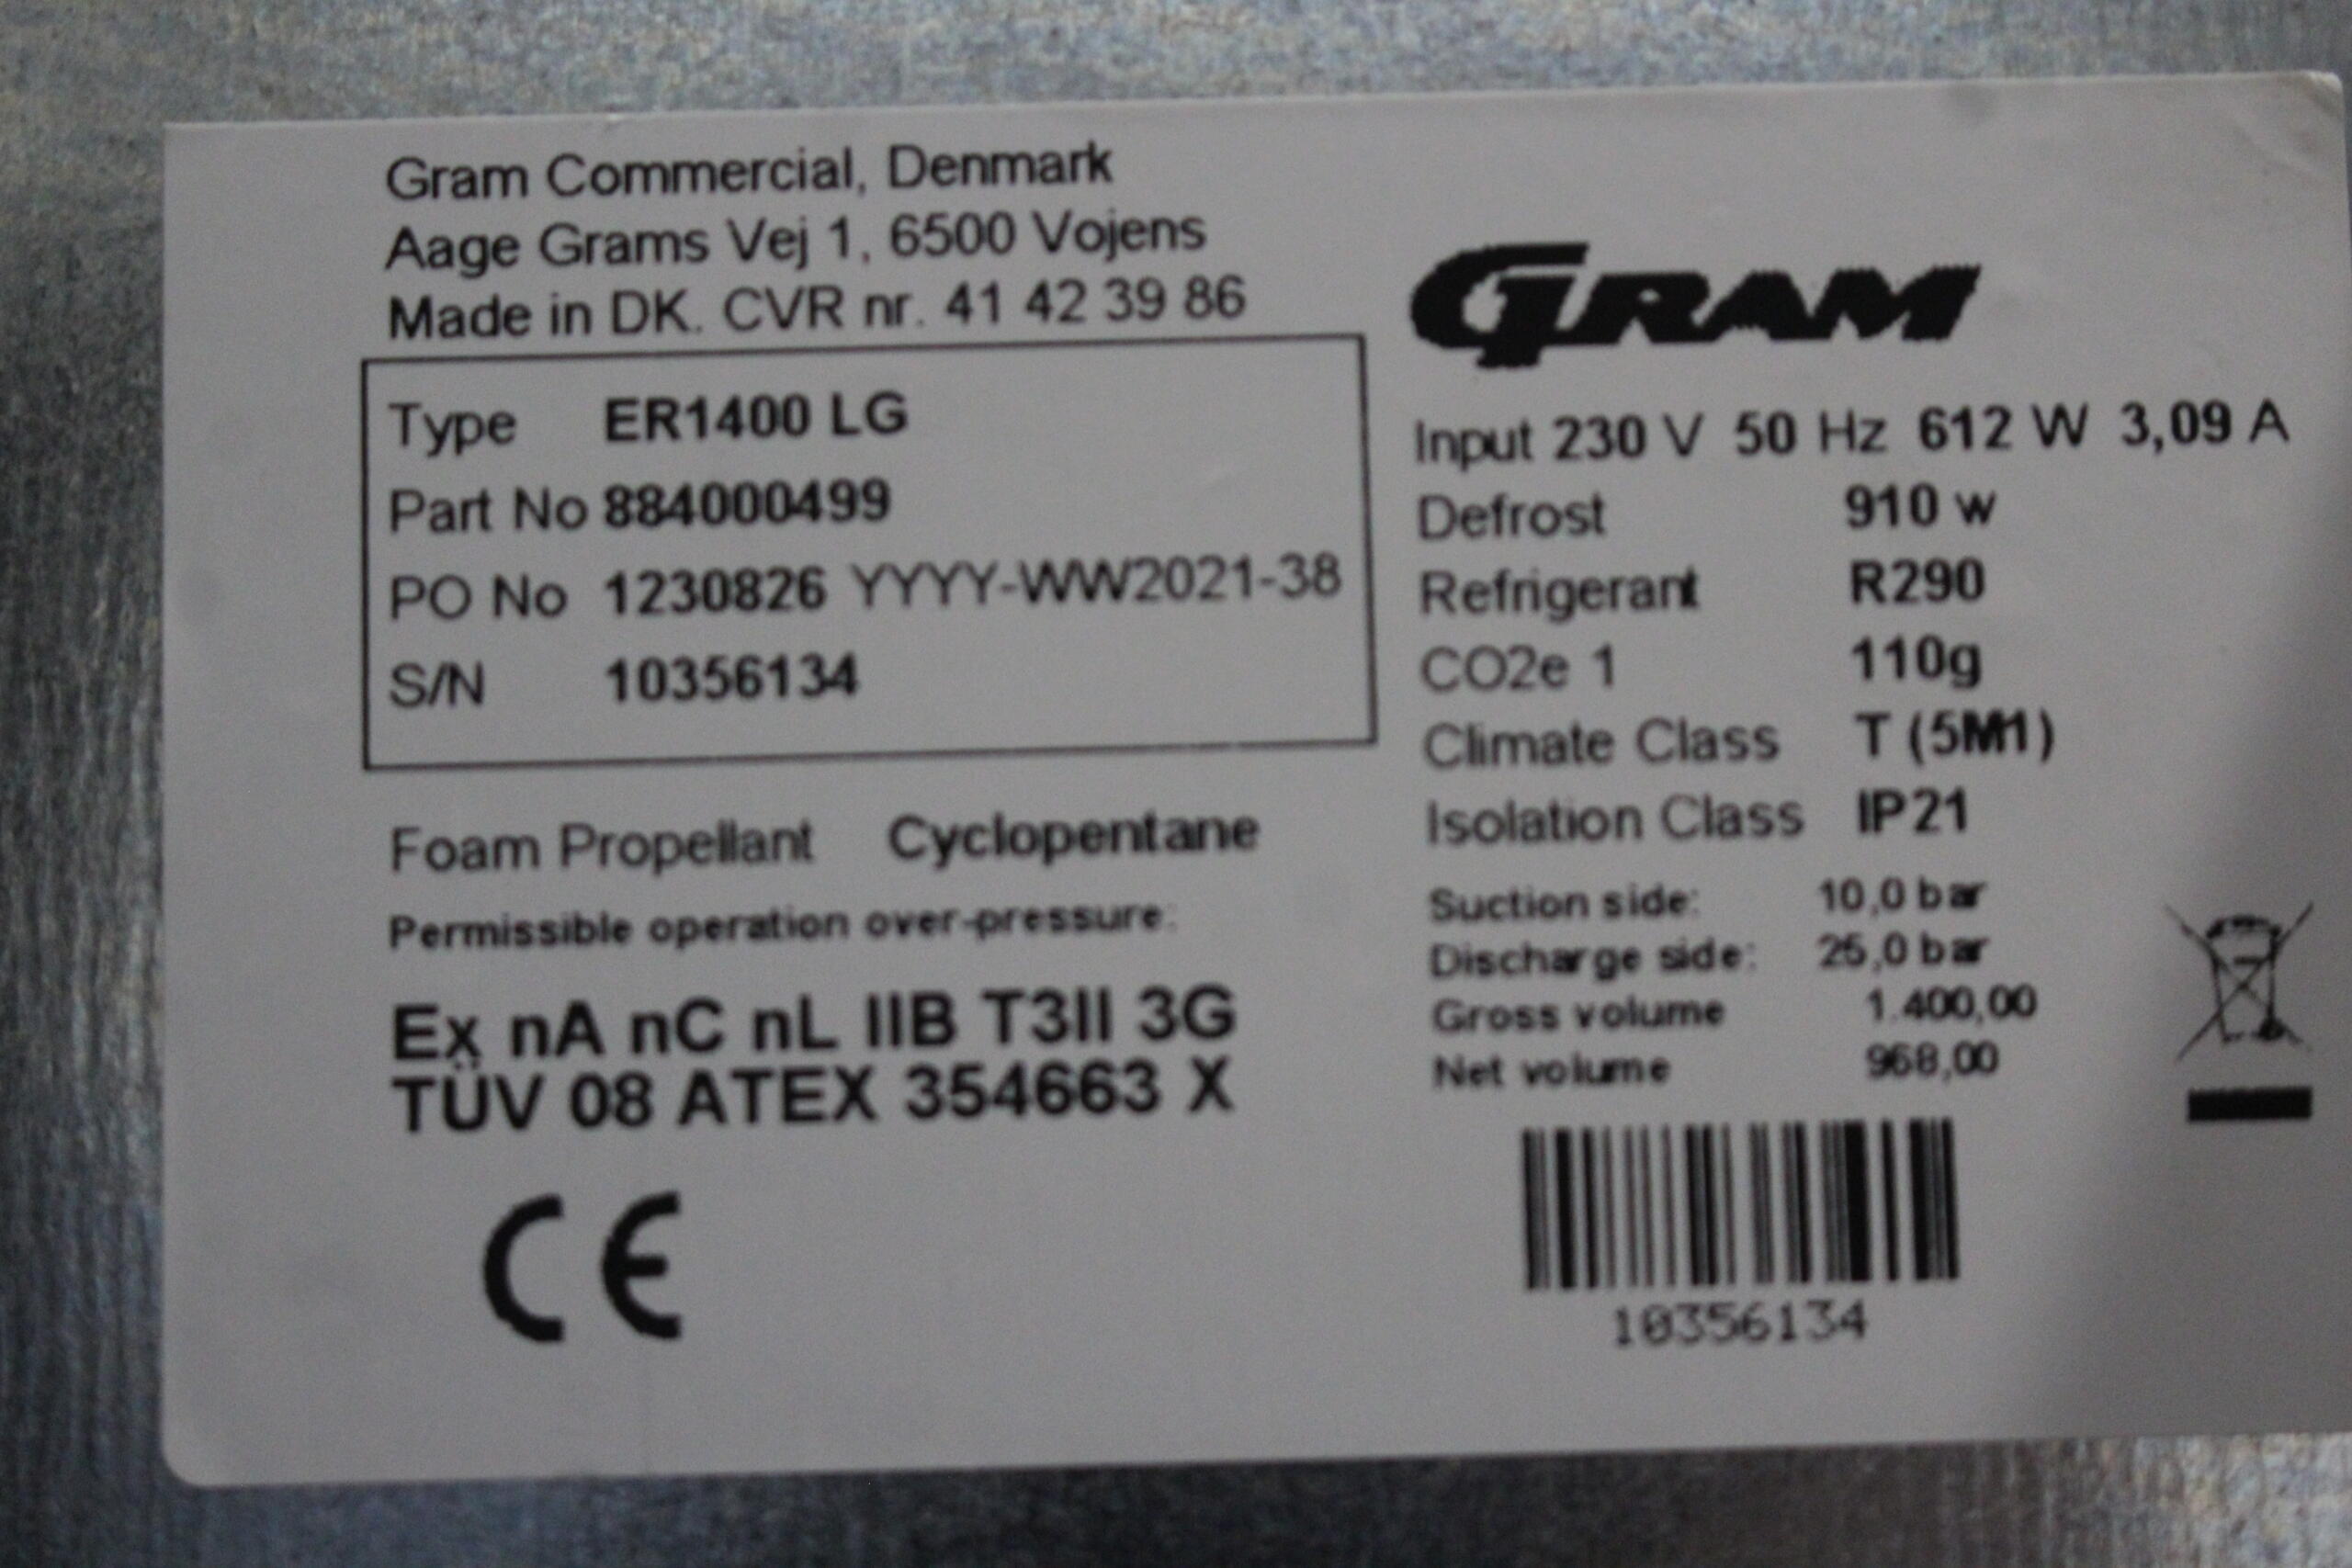 Gram Commercial, Denmark
Aage Grams Vej 1, 6500 Vojens
Made in DK. CVR nr. 41 42 39 86
Type ER1400 LG
Part No 884000499
PO No 1230826 YYYY-WW2021-38
S/N 10356134
Foam Propellant Cyclopentane
Permissible operation over-pressure:
Ex nA nC nL IIB T3II 3G
TÜV 08 ATEX 354663 X
CE
GRAM
Input 230 V 50 Hz 612 W 3,09 A
Defrost 910 w
Refrigerant R290
CO2e 1 110g
Climate Class T (5M1)
Isolation Class IP21
Suction side: 10,0 bar
Discharge side: 25,0 bar
Gross volume 1.400,00
Net volume 968,00
10356134